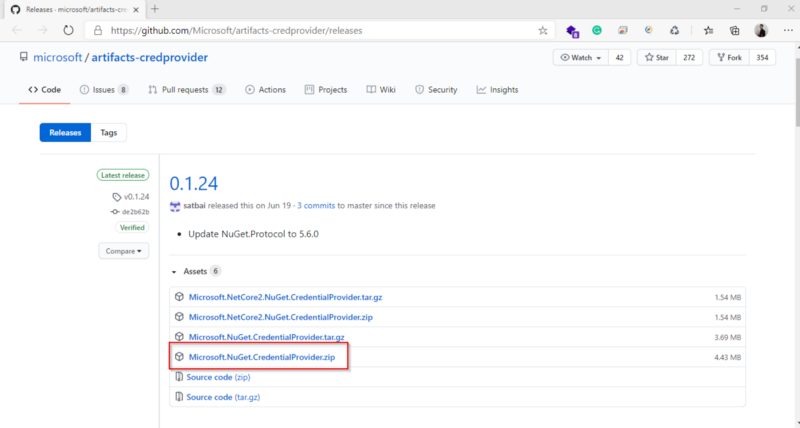 Releases · microsoft/artifacts-cre
https://github.com/Microsoft/artifacts-credprovider/releases
microsoft / artifacts-credprovider
Watch 42 Star 272 Fork 354
Code Issues 8 Pull requests 12 Actions Projects Wiki Security Insights
Releases Tags
Latest release
0.1.24
v0.1.24
satbai released this on Jun 19 · 3 commits to master since this release
de2b62b
Verified
Update NuGet.Protocol to 5.6.0
Compare
Assets 6
Microsoft.NetCore2.NuGet.CredentialProvider.tar.gz 1.54 MB
Microsoft.NetCore2.NuGet.CredentialProvider.zip 1.54 MB
Microsoft.NuGet.CredentialProvider.tar.gz 3.69 MB
Microsoft.NuGet.CredentialProvider.zip 4.43 MB
Source code (zip)
Source code (tar.gz)